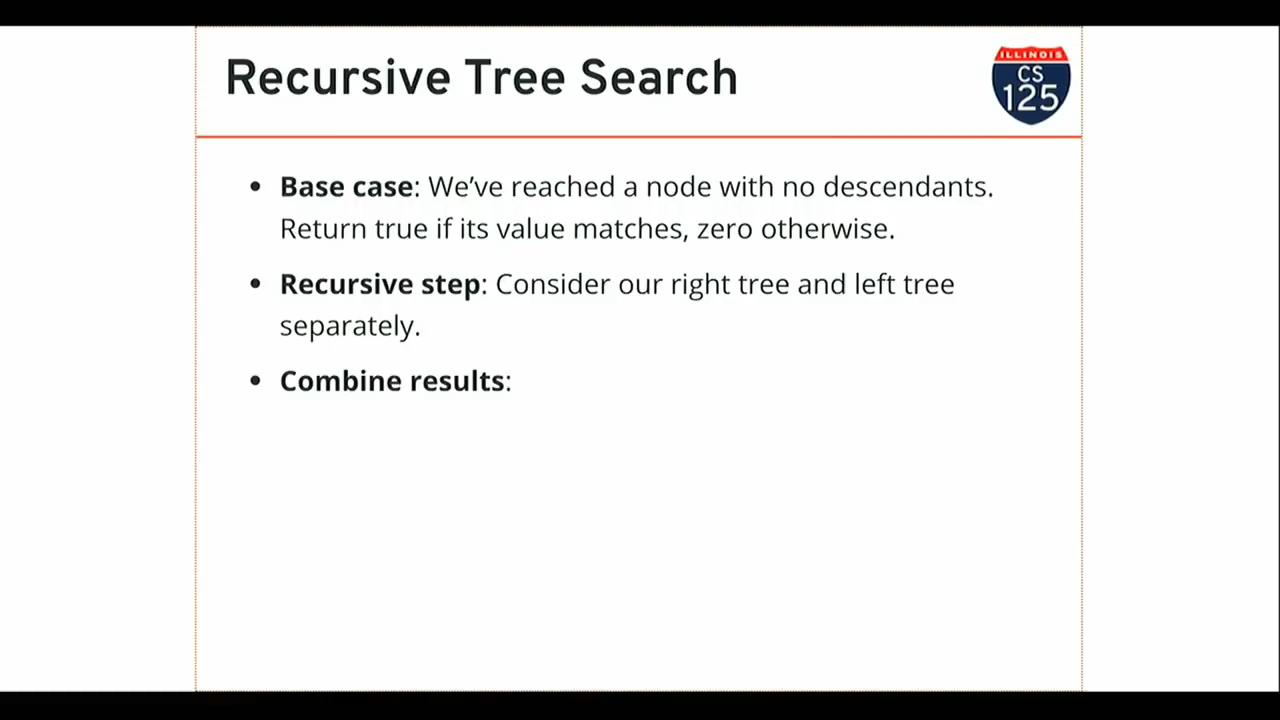 Recursive Tree Search
ILLINOIS
CS
125
• Base case: We’ve reached a node with no descendants.
Return true if its value matches, zero otherwise.
• Recursive step: Consider our right tree and left tree
separately.
• Combine results: